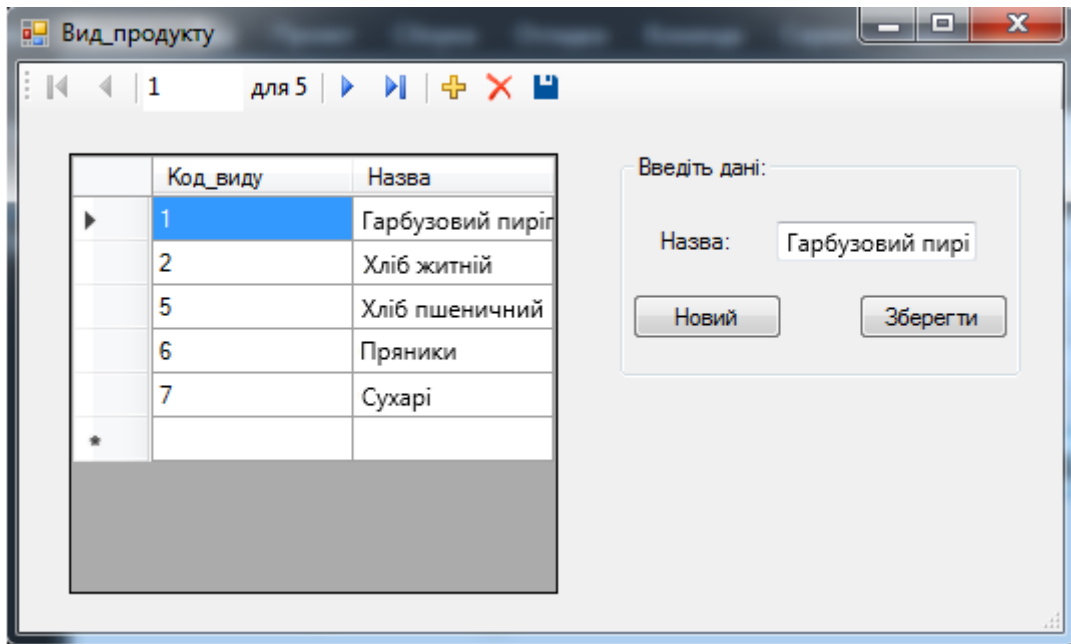 Вид_продукту
1 для 5
Код_виду Назва
1 Гарбузовий пиріг
2 Хліб житній
5 Хліб пшеничний
6 Пряники
7 Сухарі
Введіть дані:
Назва: Гарбузовий пирі
Новий Зберегти